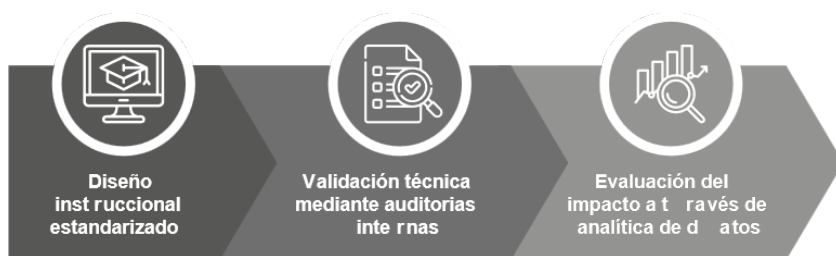 Diseño
inst ruccional
estandarizado
Validación técnica
mediante auditorias
inte rnas
Evaluación del
impacto a t ravés de
analítica de d atos